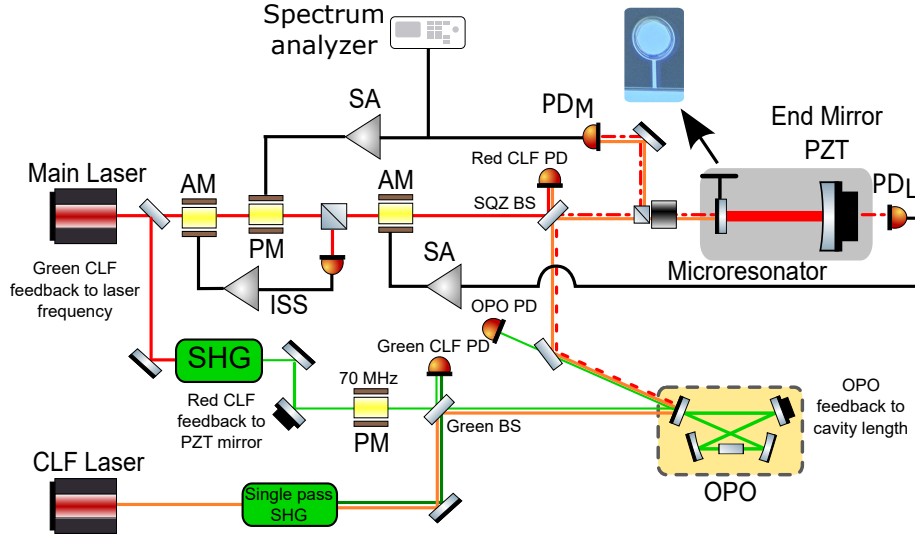 Spectrum
analyzer
SA
PD_M
End Mirror
PZT
Red CLF PD
Main Laser
AM
AM
PD_L
SQZ BS
PM
Microresonator
Green CLF
feedback to laser
frequency
ISS
SA
OPO PD
Green CLF PD
SHG
70 MHz
Red CLF
feedback to
PZT mirror
PM
Green BS
OPO
feedback to
cavity length
CLF Laser
Single pass
SHG
OPO